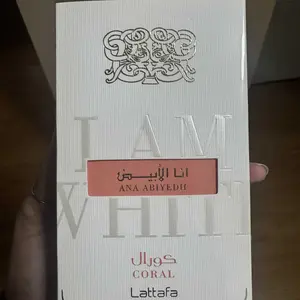 I AM
انا الأبيض
ANA ABIYEDH
WHITE
كورال
CORAL
Lattafa